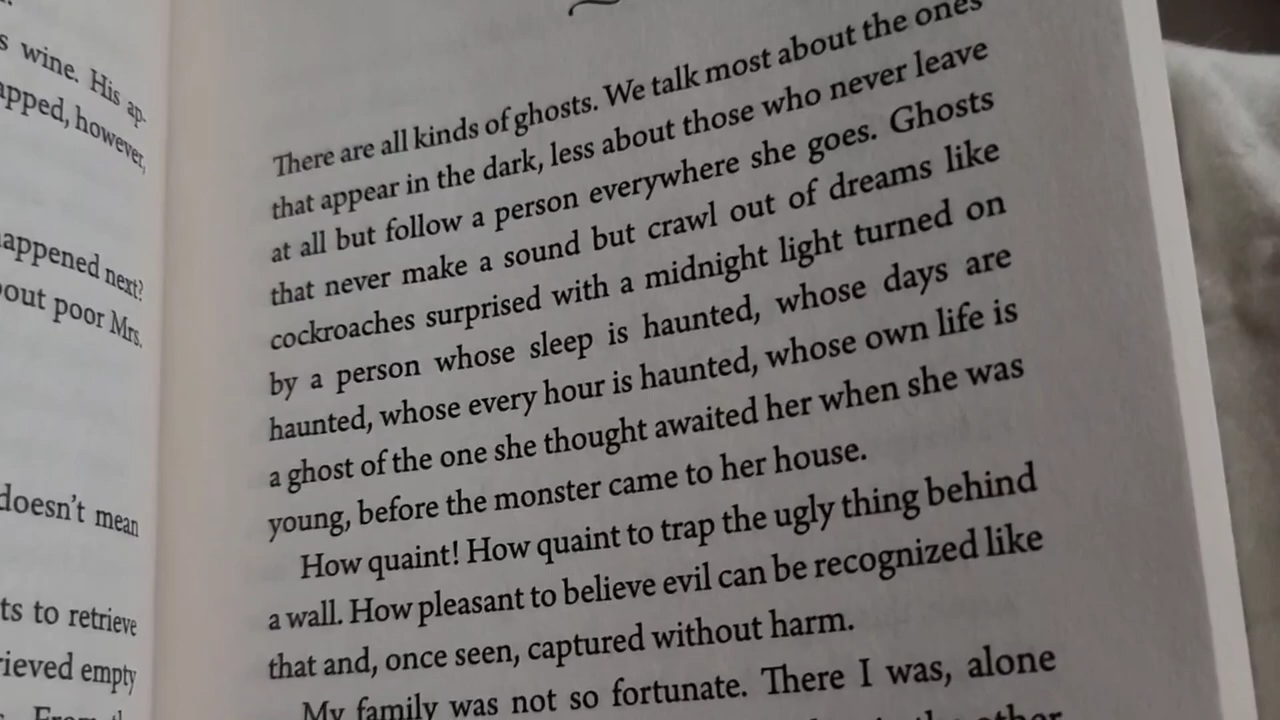 s wine. His ap-
apped, however,
appened next?
out poor Mrs.
doesn't mean
ts to retrieve
rieved empty
There are all kinds of ghosts. We talk most about the ones
that appear in the dark, less about those who never leave
at all but follow a person everywhere she goes. Ghosts
that never make a sound but crawl out of dreams like
cockroaches surprised with a midnight light turned on
by a person whose sleep is haunted, whose days are
haunted, whose every hour is haunted, whose own life is
a ghost of the one she thought awaited her when she was
young, before the monster came to her house.
How quaint! How quaint to trap the ugly thing behind
a wall. How pleasant to believe evil can be recognized like
that and, once seen, captured without harm.
My family was not so fortunate. There I was, alone
other